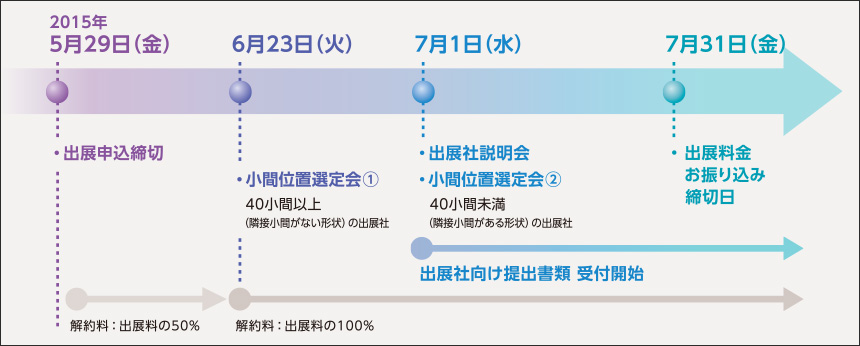 2015年
5月29日（金）
6月23日（火）
7月1日（水）
7月31日（金）
・出展申込締切
・小間位置選定会①
40小間以上
（隣接小間がない形状）の出展社
・出展社説明会
・小間位置選定会②
40小間未満
（隣接小間がある形状）の出展社
・出展料金
お振り込み
締切日
出展社向け提出書類 受付開始
解約料：出展料の50%
解約料：出展料の100%